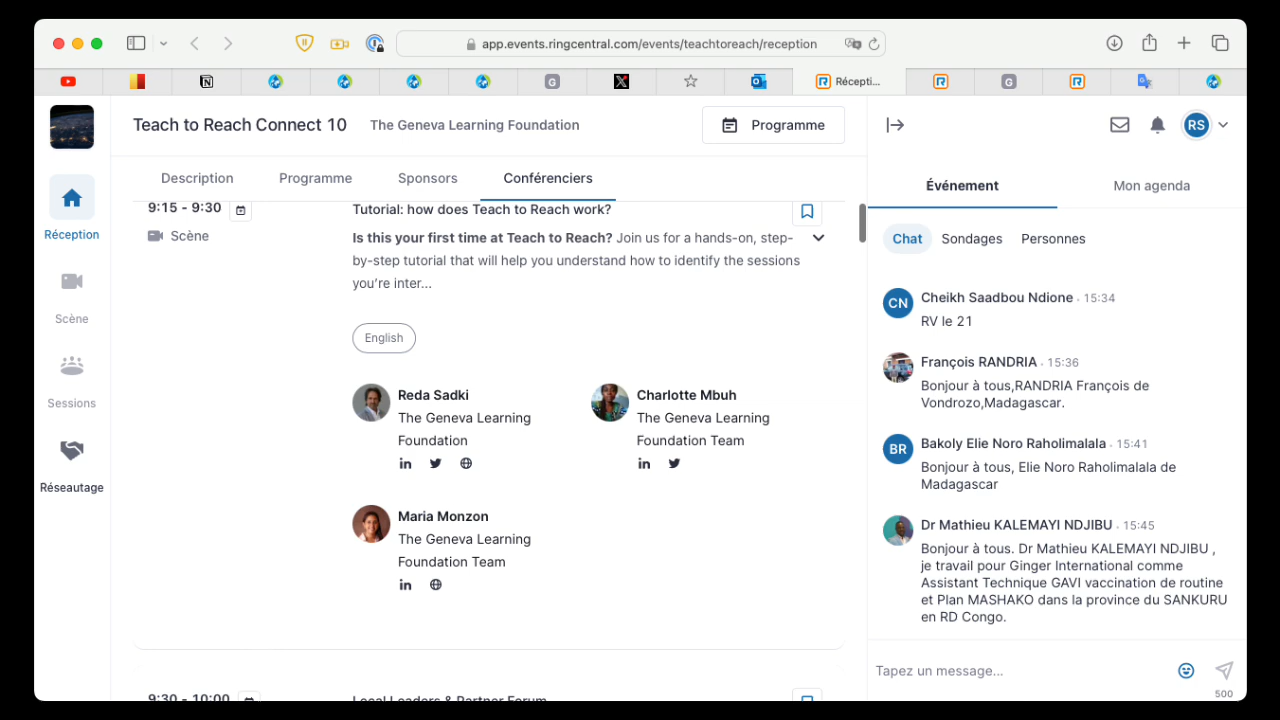 app.events.ringcentral.com/events/teachtoreach/reception
Récepti...
Teach to Reach Connect 10
The Geneva Learning Foundation
Programme
Description
Programme
Sponsors
Conférenciers
Réception
Scène
Sessions
Réseautage
9:15 - 9:30
Scène
Tutorial: how does Teach to Reach work?
Is this your first time at Teach to Reach? Join us for a hands-on, step-
by-step tutorial that will help you understand how to identify the sessions
you’re inter...
English
Reda Sadki
The Geneva Learning
Foundation
Charlotte Mbuh
The Geneva Learning
Foundation Team
Maria Monzon
The Geneva Learning
Foundation Team
9:30 - 10:00
Local Leaders & Partner Forum
RS
Événement
Mon agenda
Chat
Sondages
Personnes
CN
Cheikh Saadbou Ndione · 15:34
RV le 21
François RANDRIA · 15:36
Bonjour à tous,RANDRIA François de
Vondrozo,Madagascar.
BR
Bakoly Elie Noro Raholimalala · 15:41
Bonjour à tous, Elie Noro Raholimalala de
Madagascar
Dr Mathieu KALEMAYI NDJIBU · 15:45
Bonjour à tous. Dr Mathieu KALEMAYI NDJIBU ,
je travail pour Ginger International comme
Assistant Technique GAVI vaccination de routine
et Plan MASHAKO dans la province du SANKURU
en RD Congo.
Tapez un message...
500